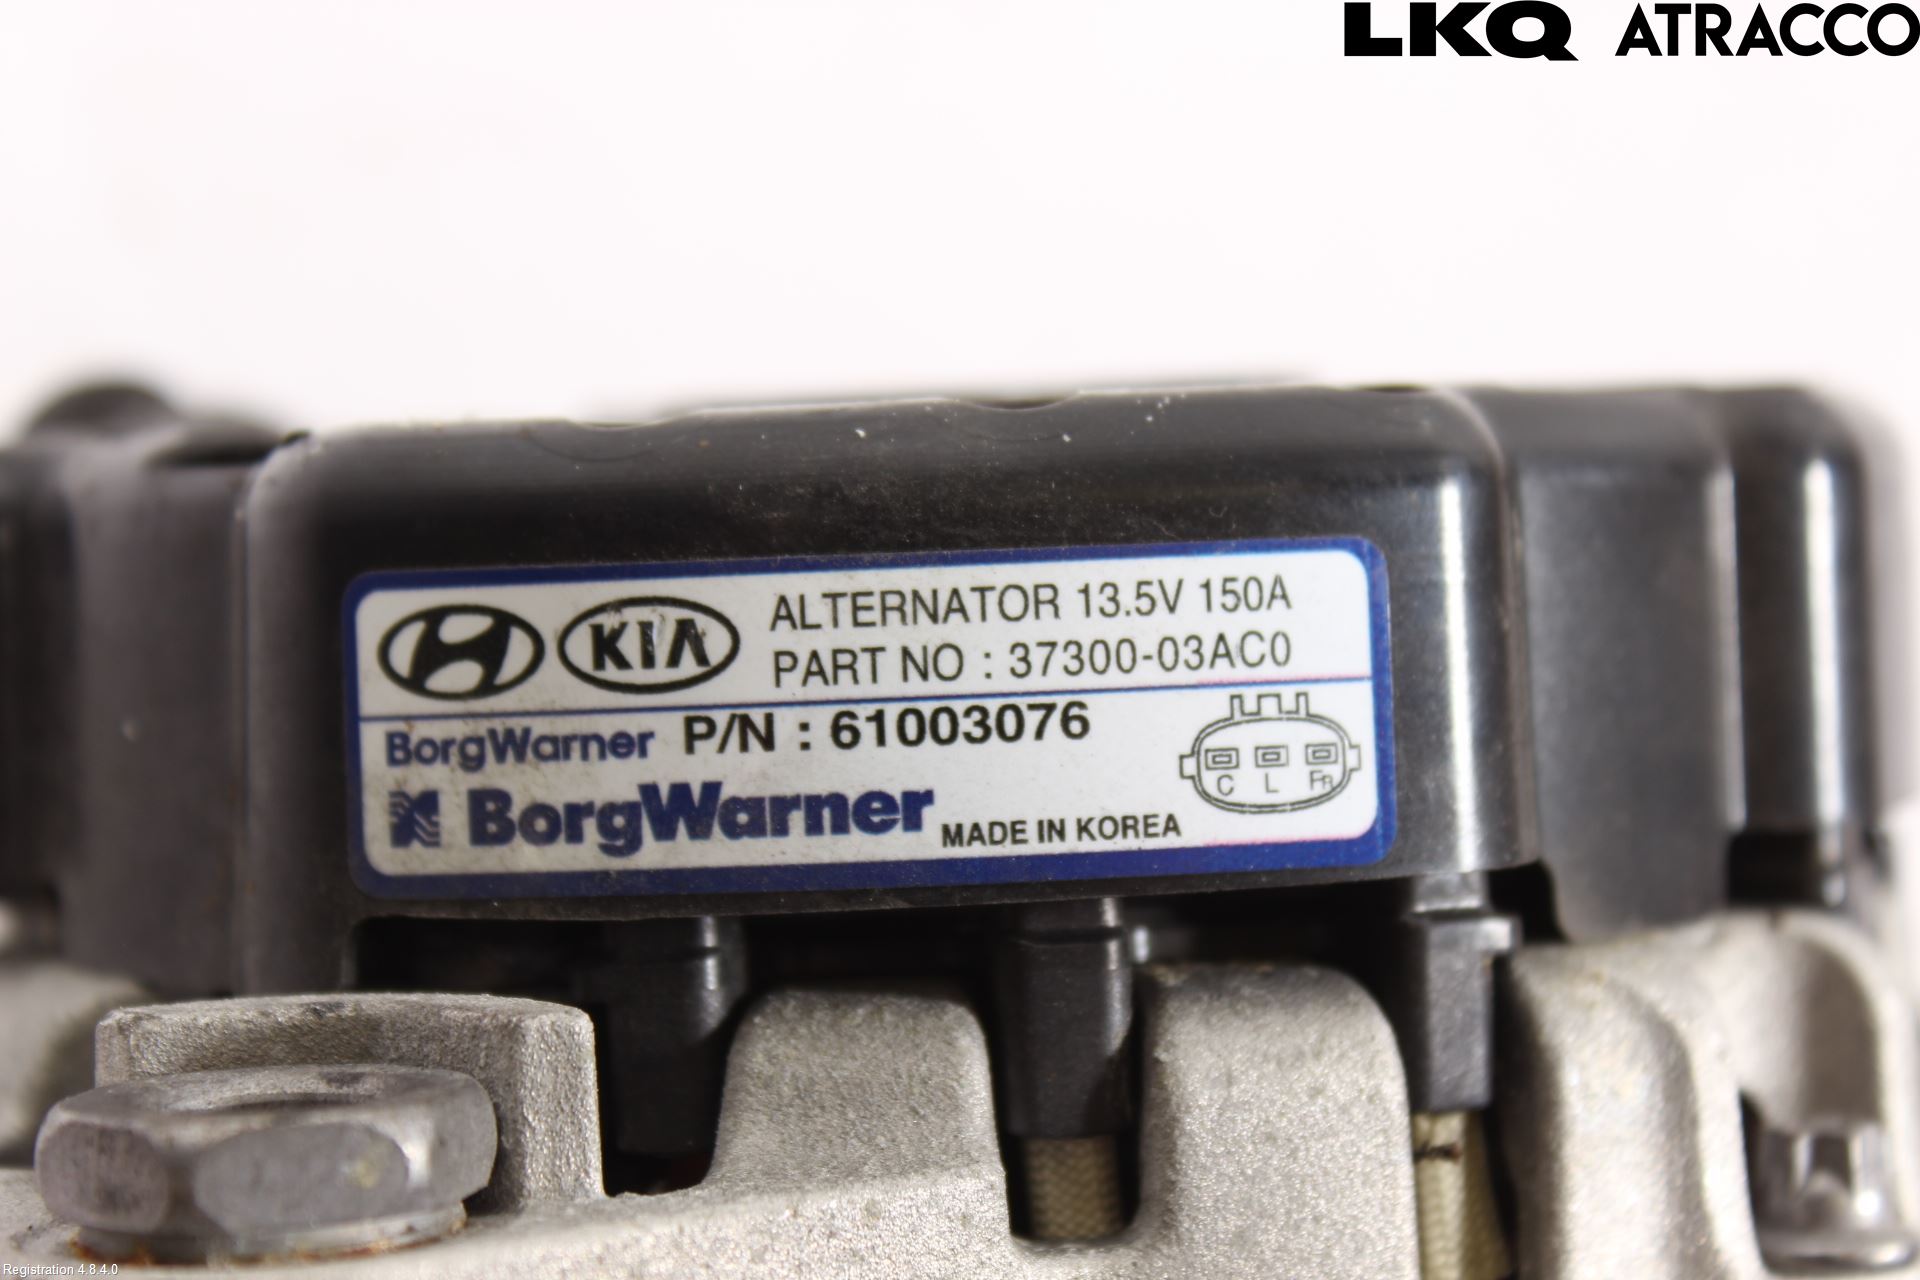 LKQ ATRACCO
KIA
ALTERNATOR 13.5V 150A
PART NO : 37300-03AC0
BorgWarner P/N : 61003076
C L FR
BorgWarner MADE IN KOREA
Registration 4.8.4.0